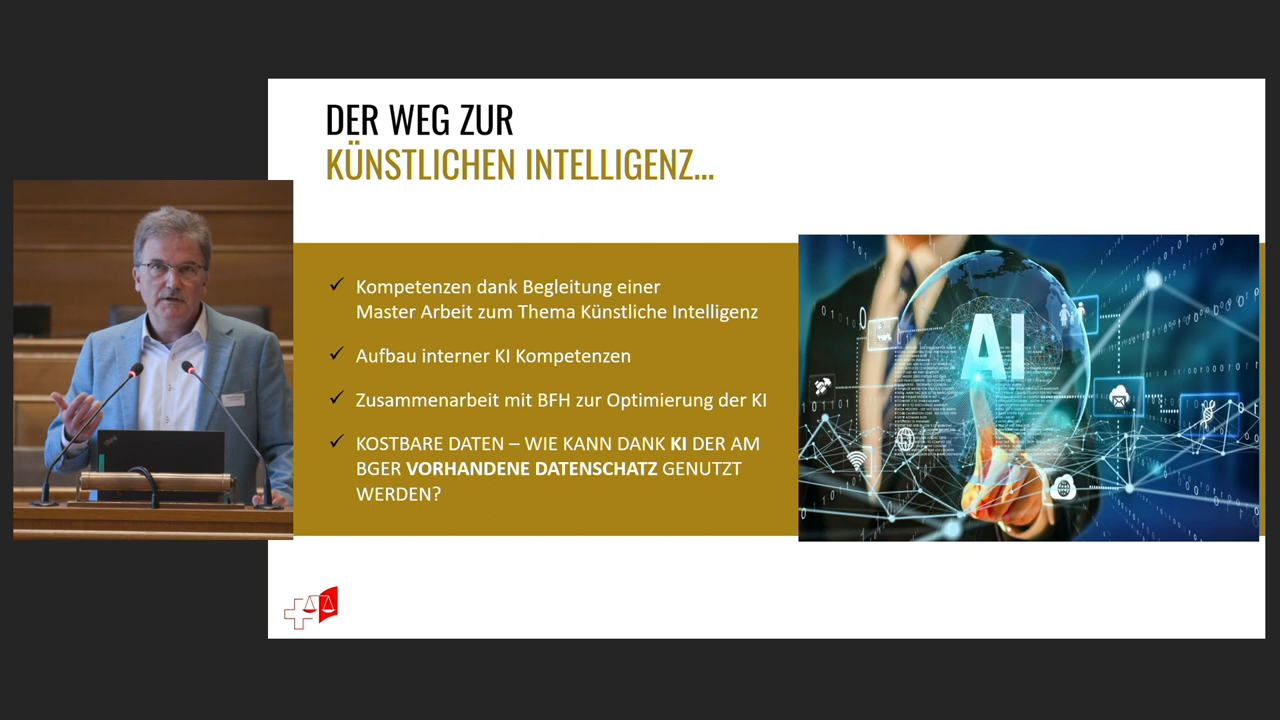 DER WEG ZUR
KÜNSTLICHEN INTELLIGENZ...
Kompetenzen dank Begleitung einer
Master Arbeit zum Thema Künstliche Intelligenz
Aufbau interner KI Kompetenzen
Zusammenarbeit mit BFH zur Optimierung der KI
KOSTBARE DATEN – WIE KANN DANK KI DER AM
BGER VORHANDENE DATENSCHATZ GENUTZT
WERDEN?
AI